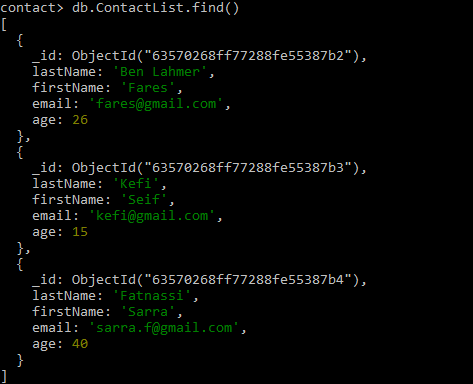 contact> db.ContactList.find()
[
  {
    _id: ObjectId("63570268ff77288fe55387b2"),
    lastName: 'Ben Lahmer',
    firstName: 'Fares',
    email: 'fares@gmail.com',
    age: 26
  },
  {
    _id: ObjectId("63570268ff77288fe55387b3"),
    lastName: 'Kefi',
    firstName: 'Seif',
    email: 'kefi@gmail.com',
    age: 15
  },
  {
    _id: ObjectId("63570268ff77288fe55387b4"),
    lastName: 'Fatnassi',
    firstName: 'Sarra',
    email: 'sarra.f@gmail.com',
    age: 40
  }
]